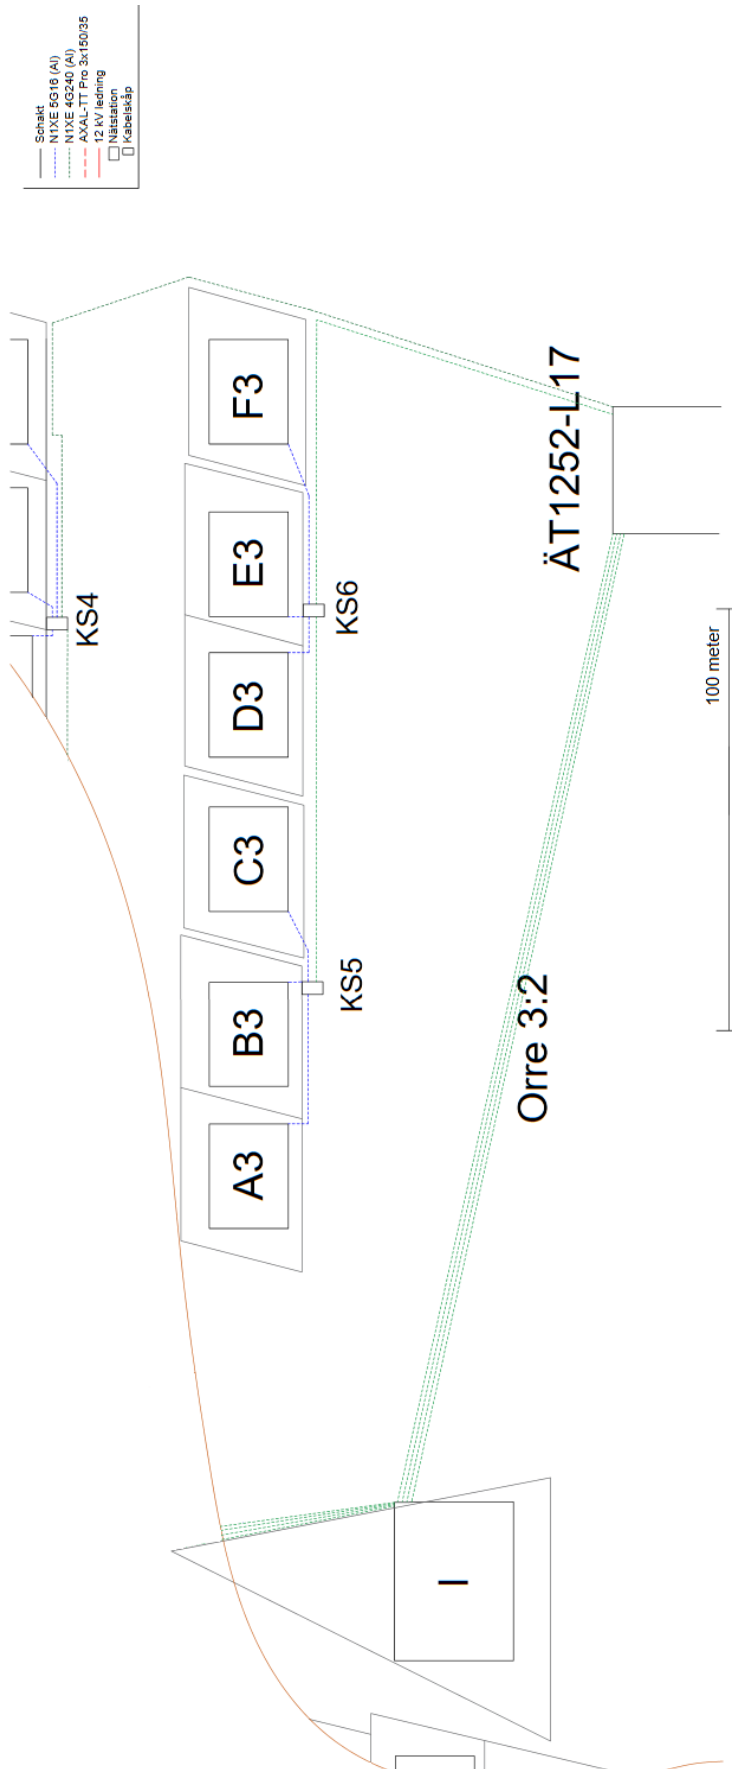 Schakt
N1XE 5G16 (Al)
N1XE 4G240 (Al)
AXAL-TT Pro 3x150/35
12 kV ledning
Nätstation
Kabelskåp
KS4
F3
E3
D3
C3
B3
A3
KS6
KS5
ÄT1252-L17
Orre 3:2
100 meter
I